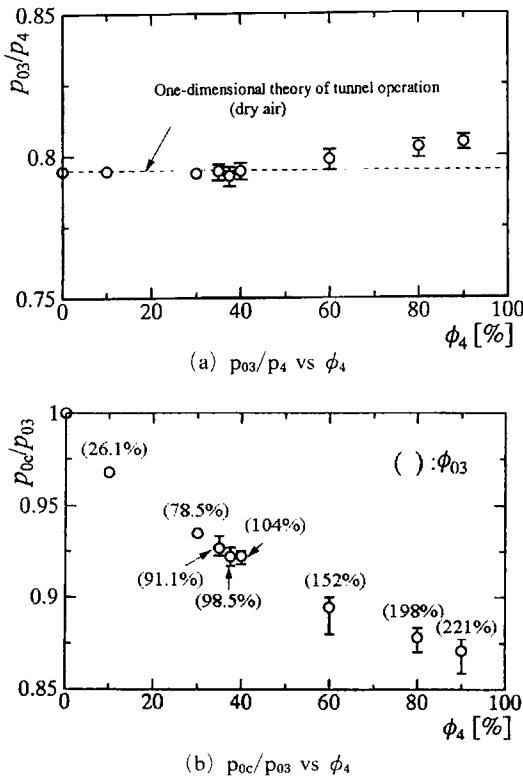 0.85
p₀₃/p₄
One-dimensional theory of tunnel operation
(dry air)
0.8
0.75
0 20 40 60 80 100
ϕ₄ [%]
(a) p₀₃/p₄ vs ϕ₄
1
p₀c/p₀₃
(26.1%)
( ) :ϕ₀₃
0.95
(78.5%)
(104%)
(91.1%)
(98.5%)
(152%)
0.9
(198%)
(221%)
0.85
0 20 40 60 80 100
ϕ₄ [%]
(b) p₀c/p₀₃ vs ϕ₄